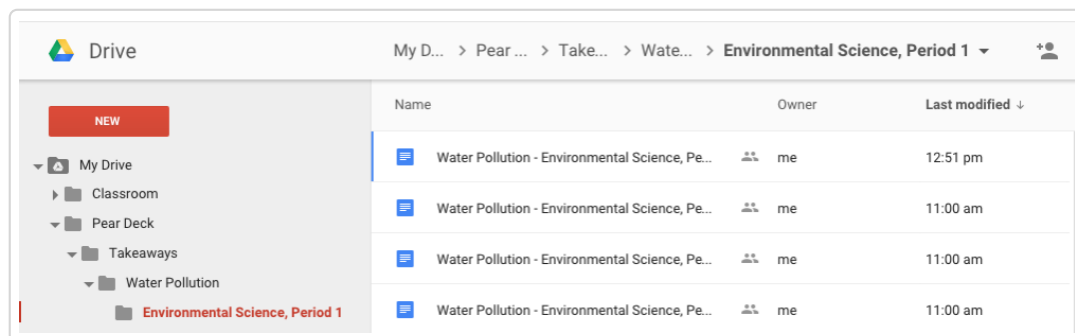 Drive
My D... > Pear ... > Take... > Wate... > Environmental Science, Period 1
NEW
My Drive
Classroom
Pear Deck
Takeaways
Water Pollution
Environmental Science, Period 1
Name Owner Last modified ↓
Water Pollution - Environmental Science, Pe... me 12:51 pm
Water Pollution - Environmental Science, Pe... me 11:00 am
Water Pollution - Environmental Science, Pe... me 11:00 am
Water Pollution - Environmental Science, Pe... me 11:00 am